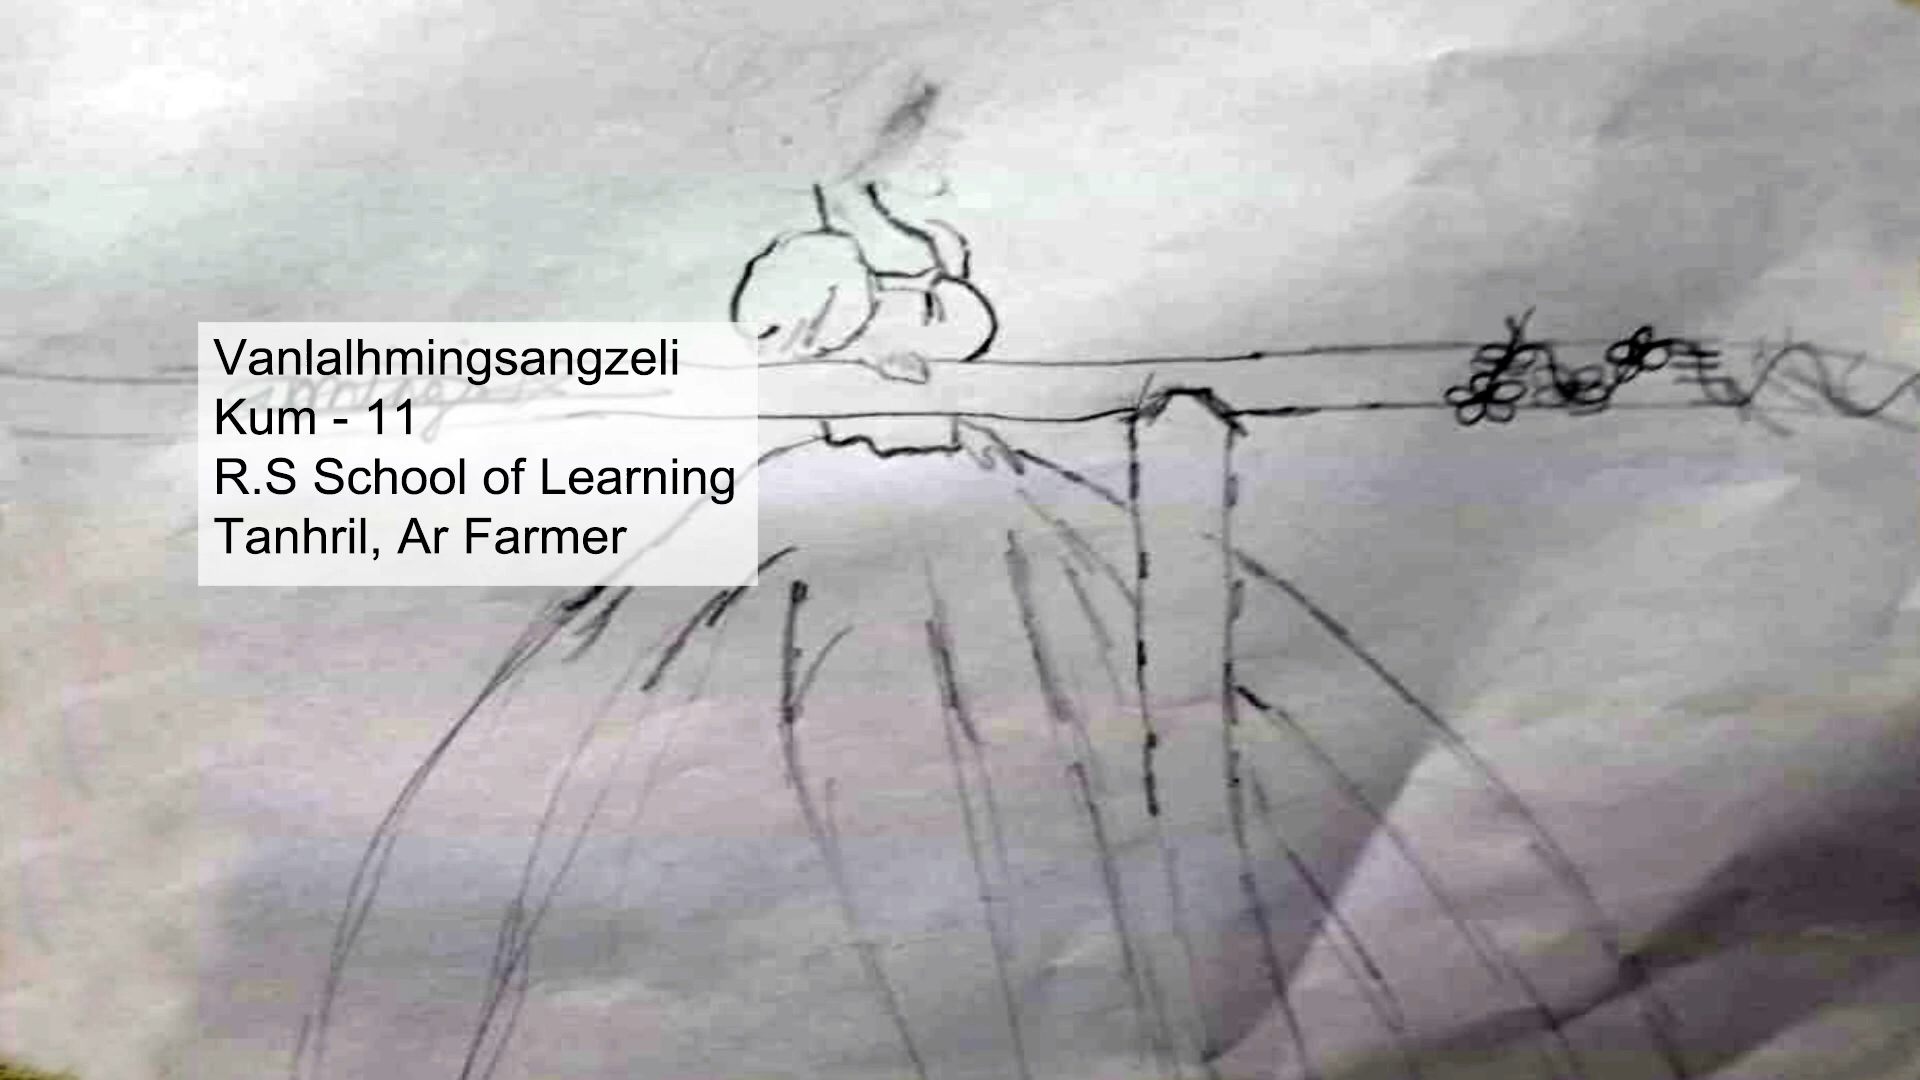 Vanlalhmingsangzeli
Kum - 11
R.S School of Learning
Tanhril, Ar Farmer